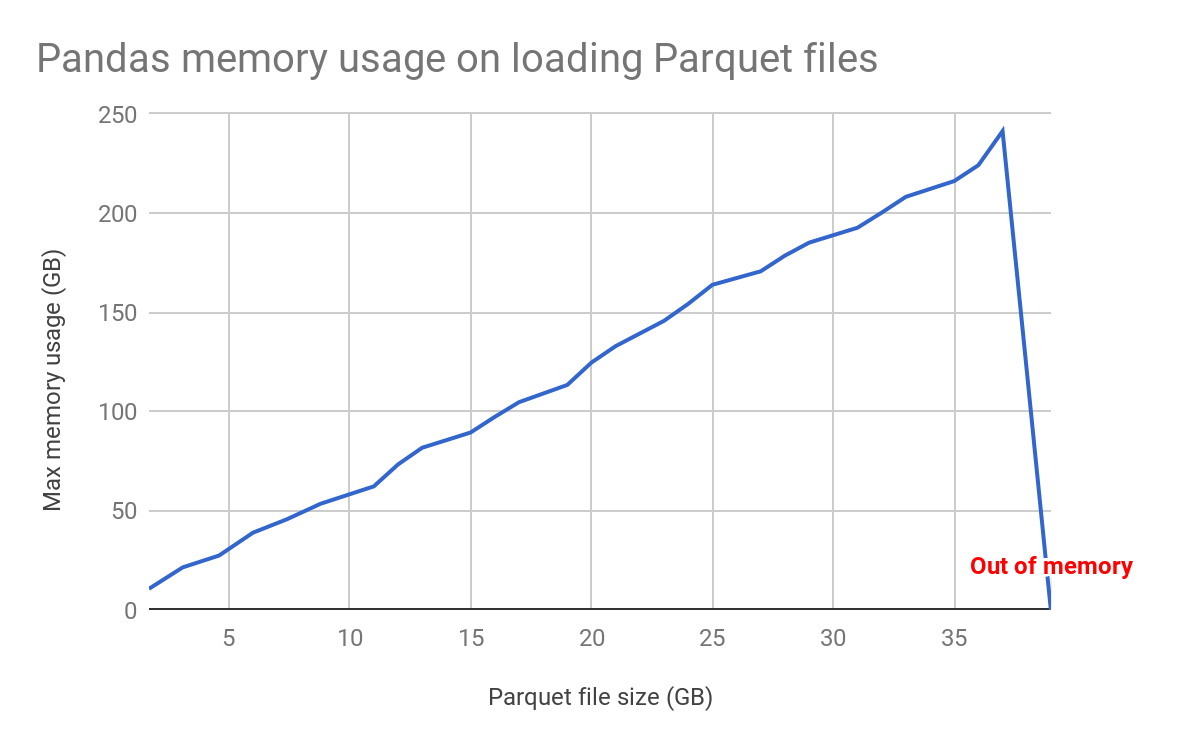 Pandas memory usage on loading Parquet files
250
200
150
100
50
0
Max memory usage (GB)
Out of memory
5 10 15 20 25 30 35
Parquet file size (GB)